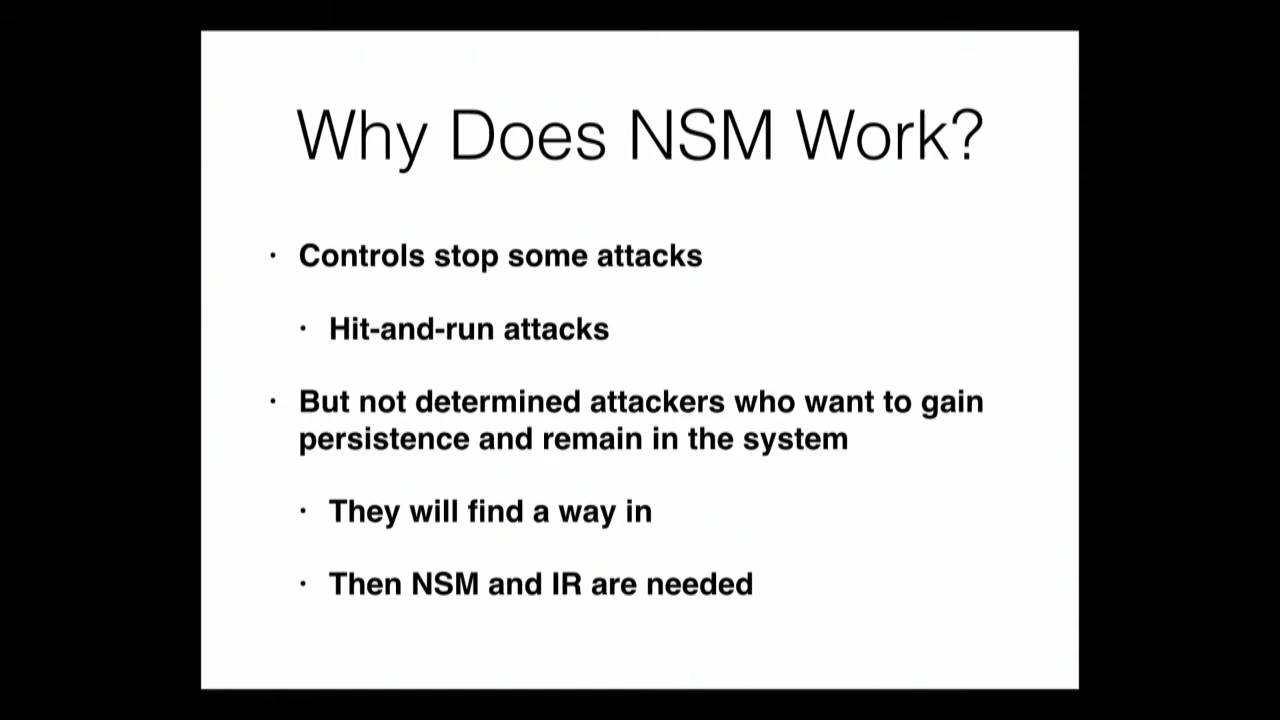 Why Does NSM Work?
· Controls stop some attacks
· Hit-and-run attacks
· But not determined attackers who want to gain
persistence and remain in the system
· They will find a way in
· Then NSM and IR are needed